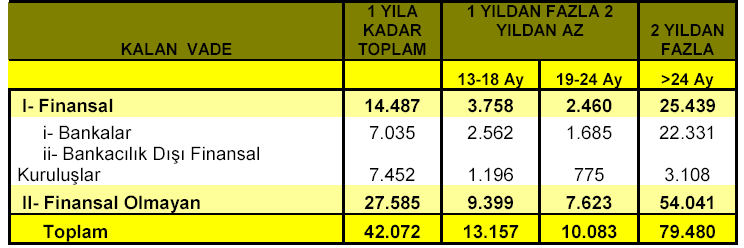 KALAN VADE 1 YILA KADAR TOPLAM 1 YILDAN FAZLA 2 YILDAN AZ 2 YILDAN FAZLA
13-18 Ay 19-24 Ay >24 Ay
I- Finansal 14.487 3.758 2.460 25.439
i- Bankalar 7.035 2.562 1.685 22.331
ii- Bankacılık Dışı Finansal
Kuruluşlar 7.452 1.196 775 3.108
II- Finansal Olmayan 27.585 9.399 7.623 54.041
Toplam 42.072 13.157 10.083 79.480